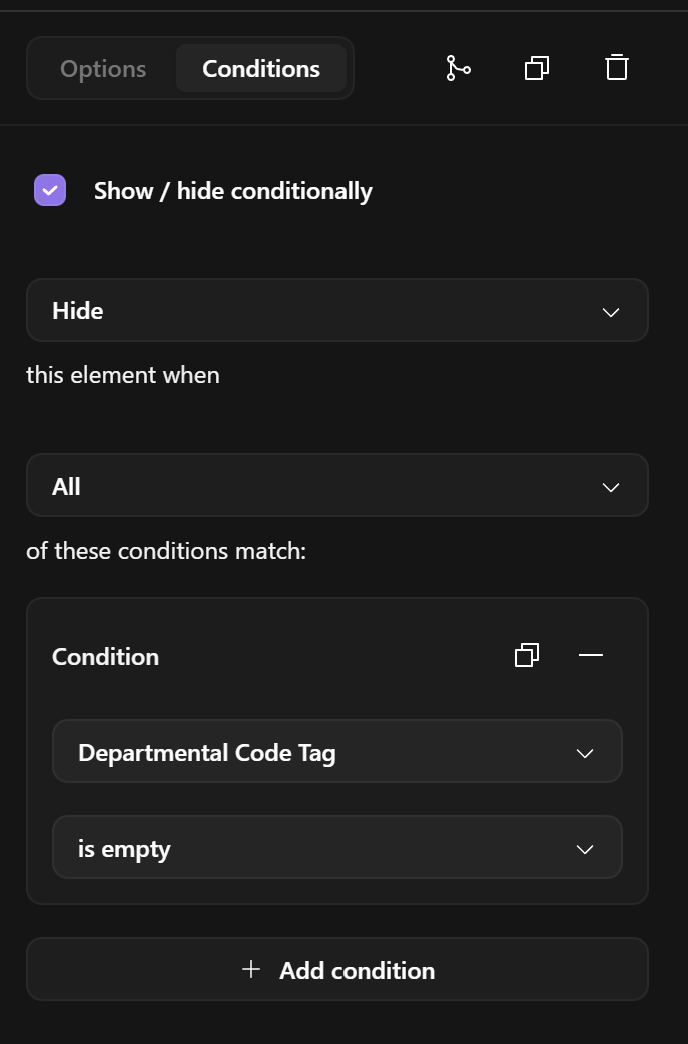 Options Conditions
Show / hide conditionally
Hide
this element when
All
of these conditions match:
Condition
Departmental Code Tag
is empty
Add condition